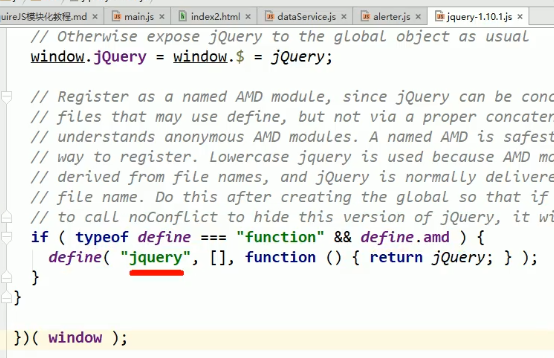 uireJS模块化教程.md main.js index2.html dataService.js alerter.js jquery-1.10.1.js
// Otherwise expose jQuery to the global object as usual
window.jQuery = window.$ = jQuery;
// Register as a named AMD module, since jQuery can be conc
// files that may use define, but not via a proper concaten
// understands anonymous AMD modules. A named AMD is safest
// way to register. Lowercase jquery is used because AMD mo
// derived from file names, and jQuery is normally delivere
// file name. Do this after creating the global so that if
// to call noConflict to hide this version of jQuery, it wi
if ( typeof define === "function" && define.amd ) {
define( "jquery", [], function () { return jQuery; } );
}
}
})( window );